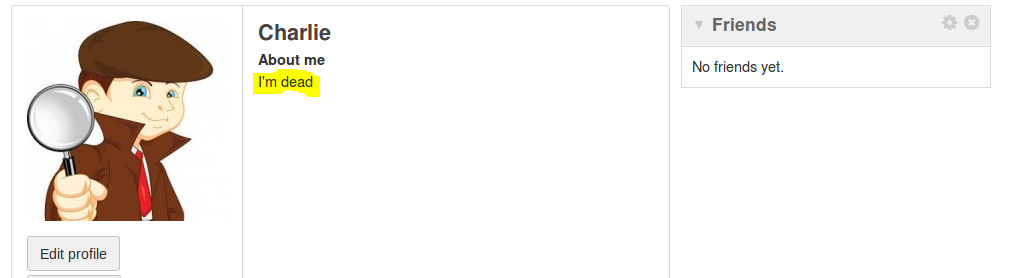 Charlie
About me
I'm dead
Edit profile
Friends
No friends yet.